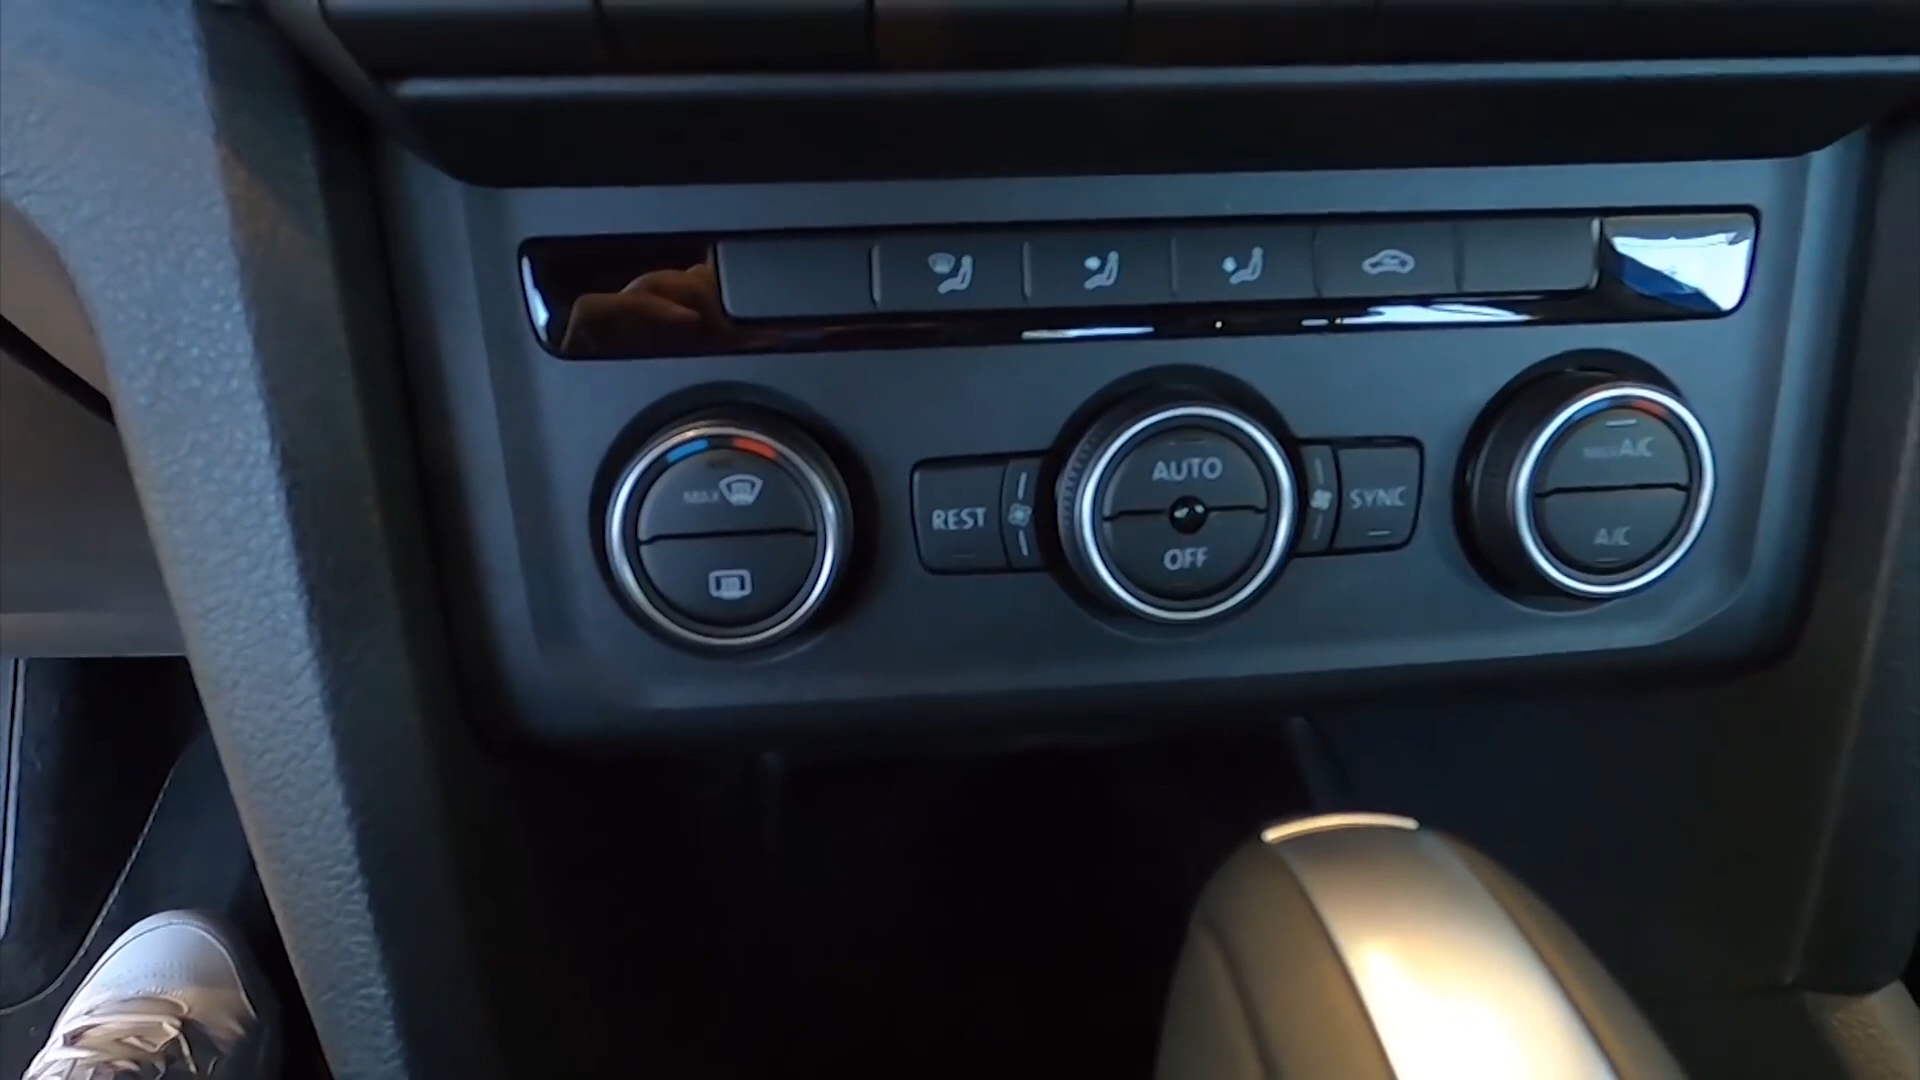 MAX
REST
AUTO
OFF
SYNC
MAX A/C
A/C